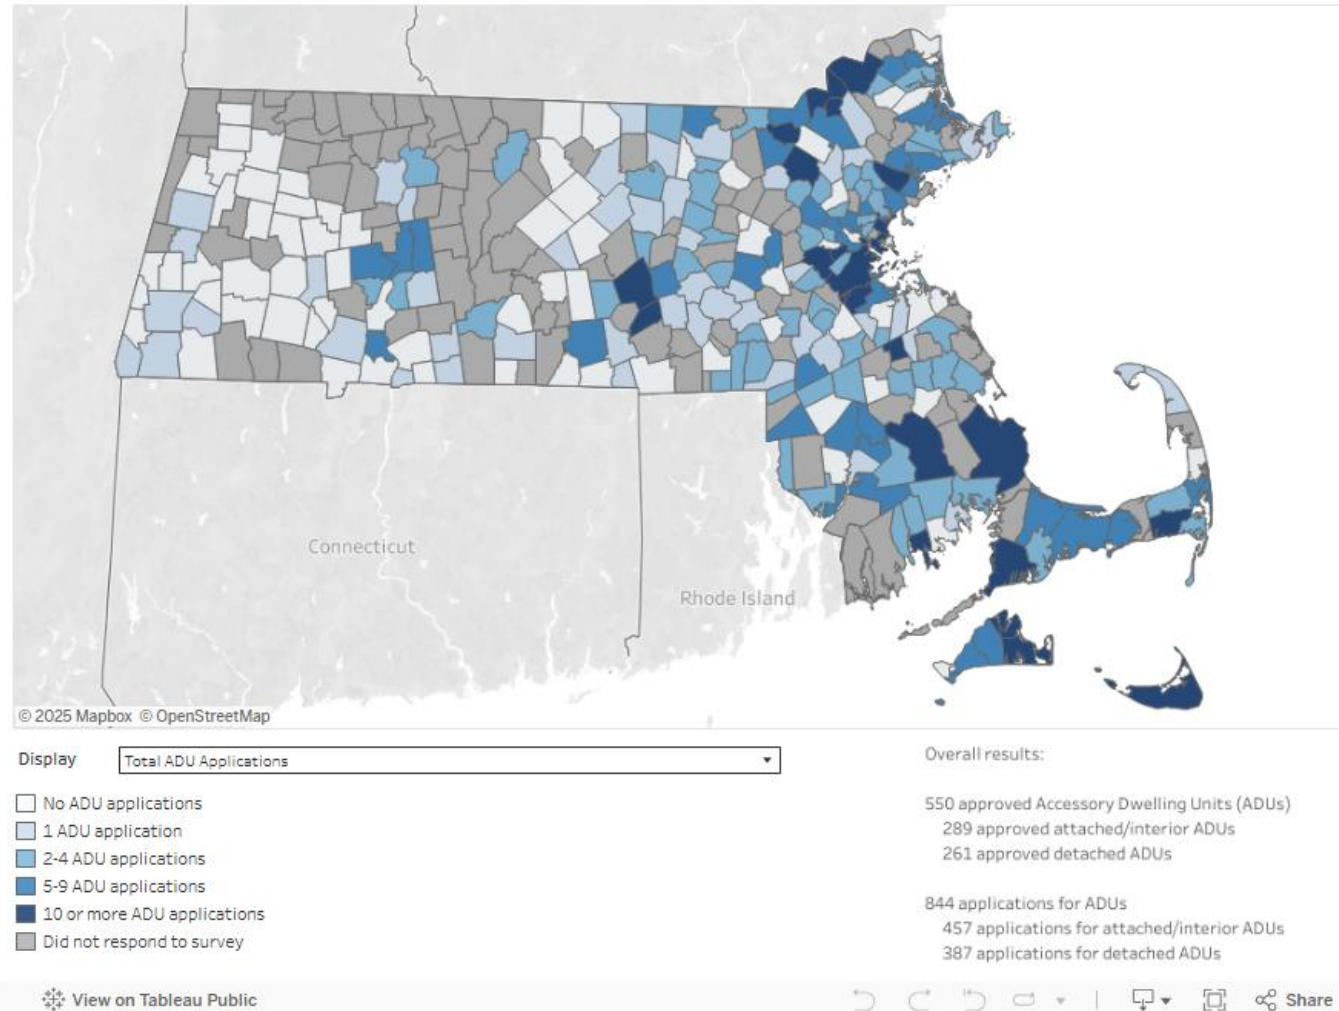 Connecticut
Rhode Island
© 2025 Mapbox © OpenStreetMap
Display
Total ADU Applications
No ADU applications
1 ADU application
2-4 ADU applications
5-9 ADU applications
10 or more ADU applications
Did not respond to survey
Overall results:
550 approved Accessory Dwelling Units (ADUs)
289 approved attached/interior ADUs
261 approved detached ADUs
844 applications for ADUs
457 applications for attached/interior ADUs
387 applications for detached ADUs
View on Tableau Public
Share